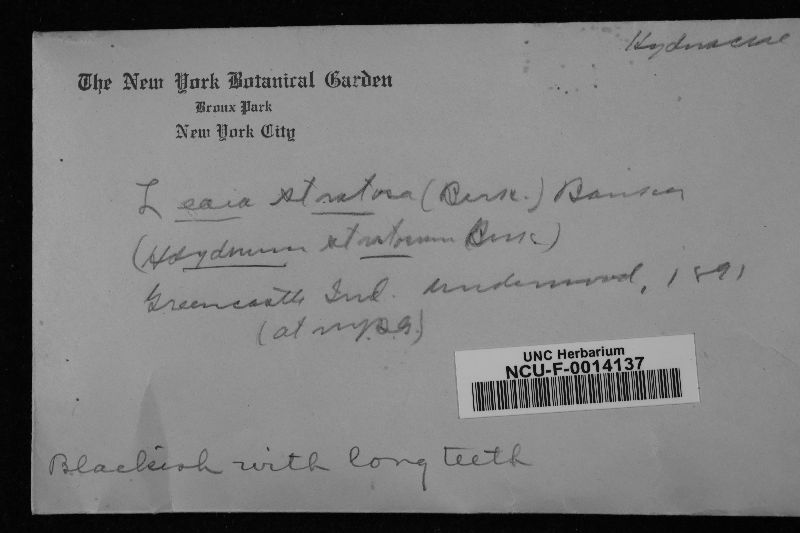 Hydnaceae
The New York Botanical Garden
Bronx Park
New York City
Leaia stratosa (Berk.) Banker
(Hydnum stratosum Berk.)
Greencastle Ind. Underwood, 1891
(at NYBG.)
UNC Herbarium
NCU-F-0014137
Blackish with long teeth